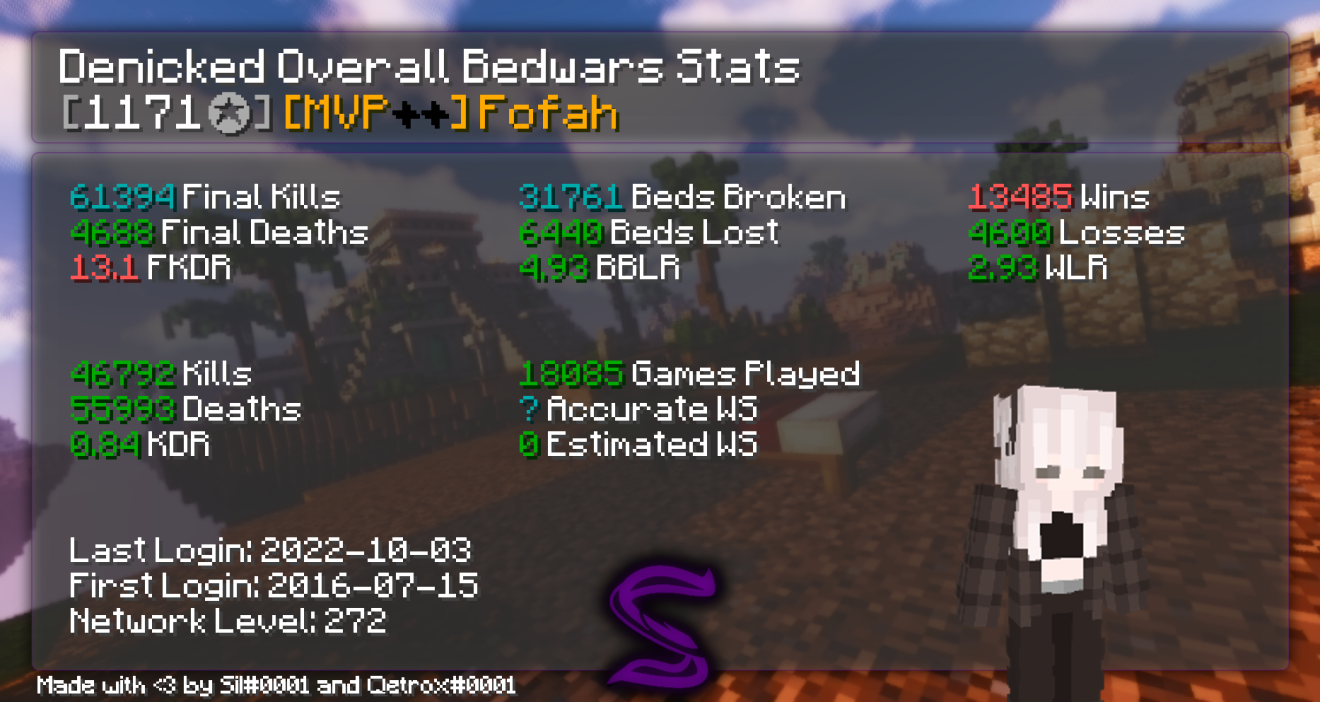 Denicked Overall Bedwars Stats
[1171✪] [MVP++] Fofah
61394 Final Kills
4688 Final Deaths
13.1 FKDR
31761 Beds Broken
6440 Beds Lost
4.93 BBLR
13485 Wins
4600 Losses
2.93 WLR
46792 Kills
55993 Deaths
0.84 KDR
18085 Games Played
? Accurate WS
0 Estimated WS
Last Login: 2022-10-03
First Login: 2016-07-15
Network Level: 272
S
Made with <3 by Sil#0001 and Qetrox#0001